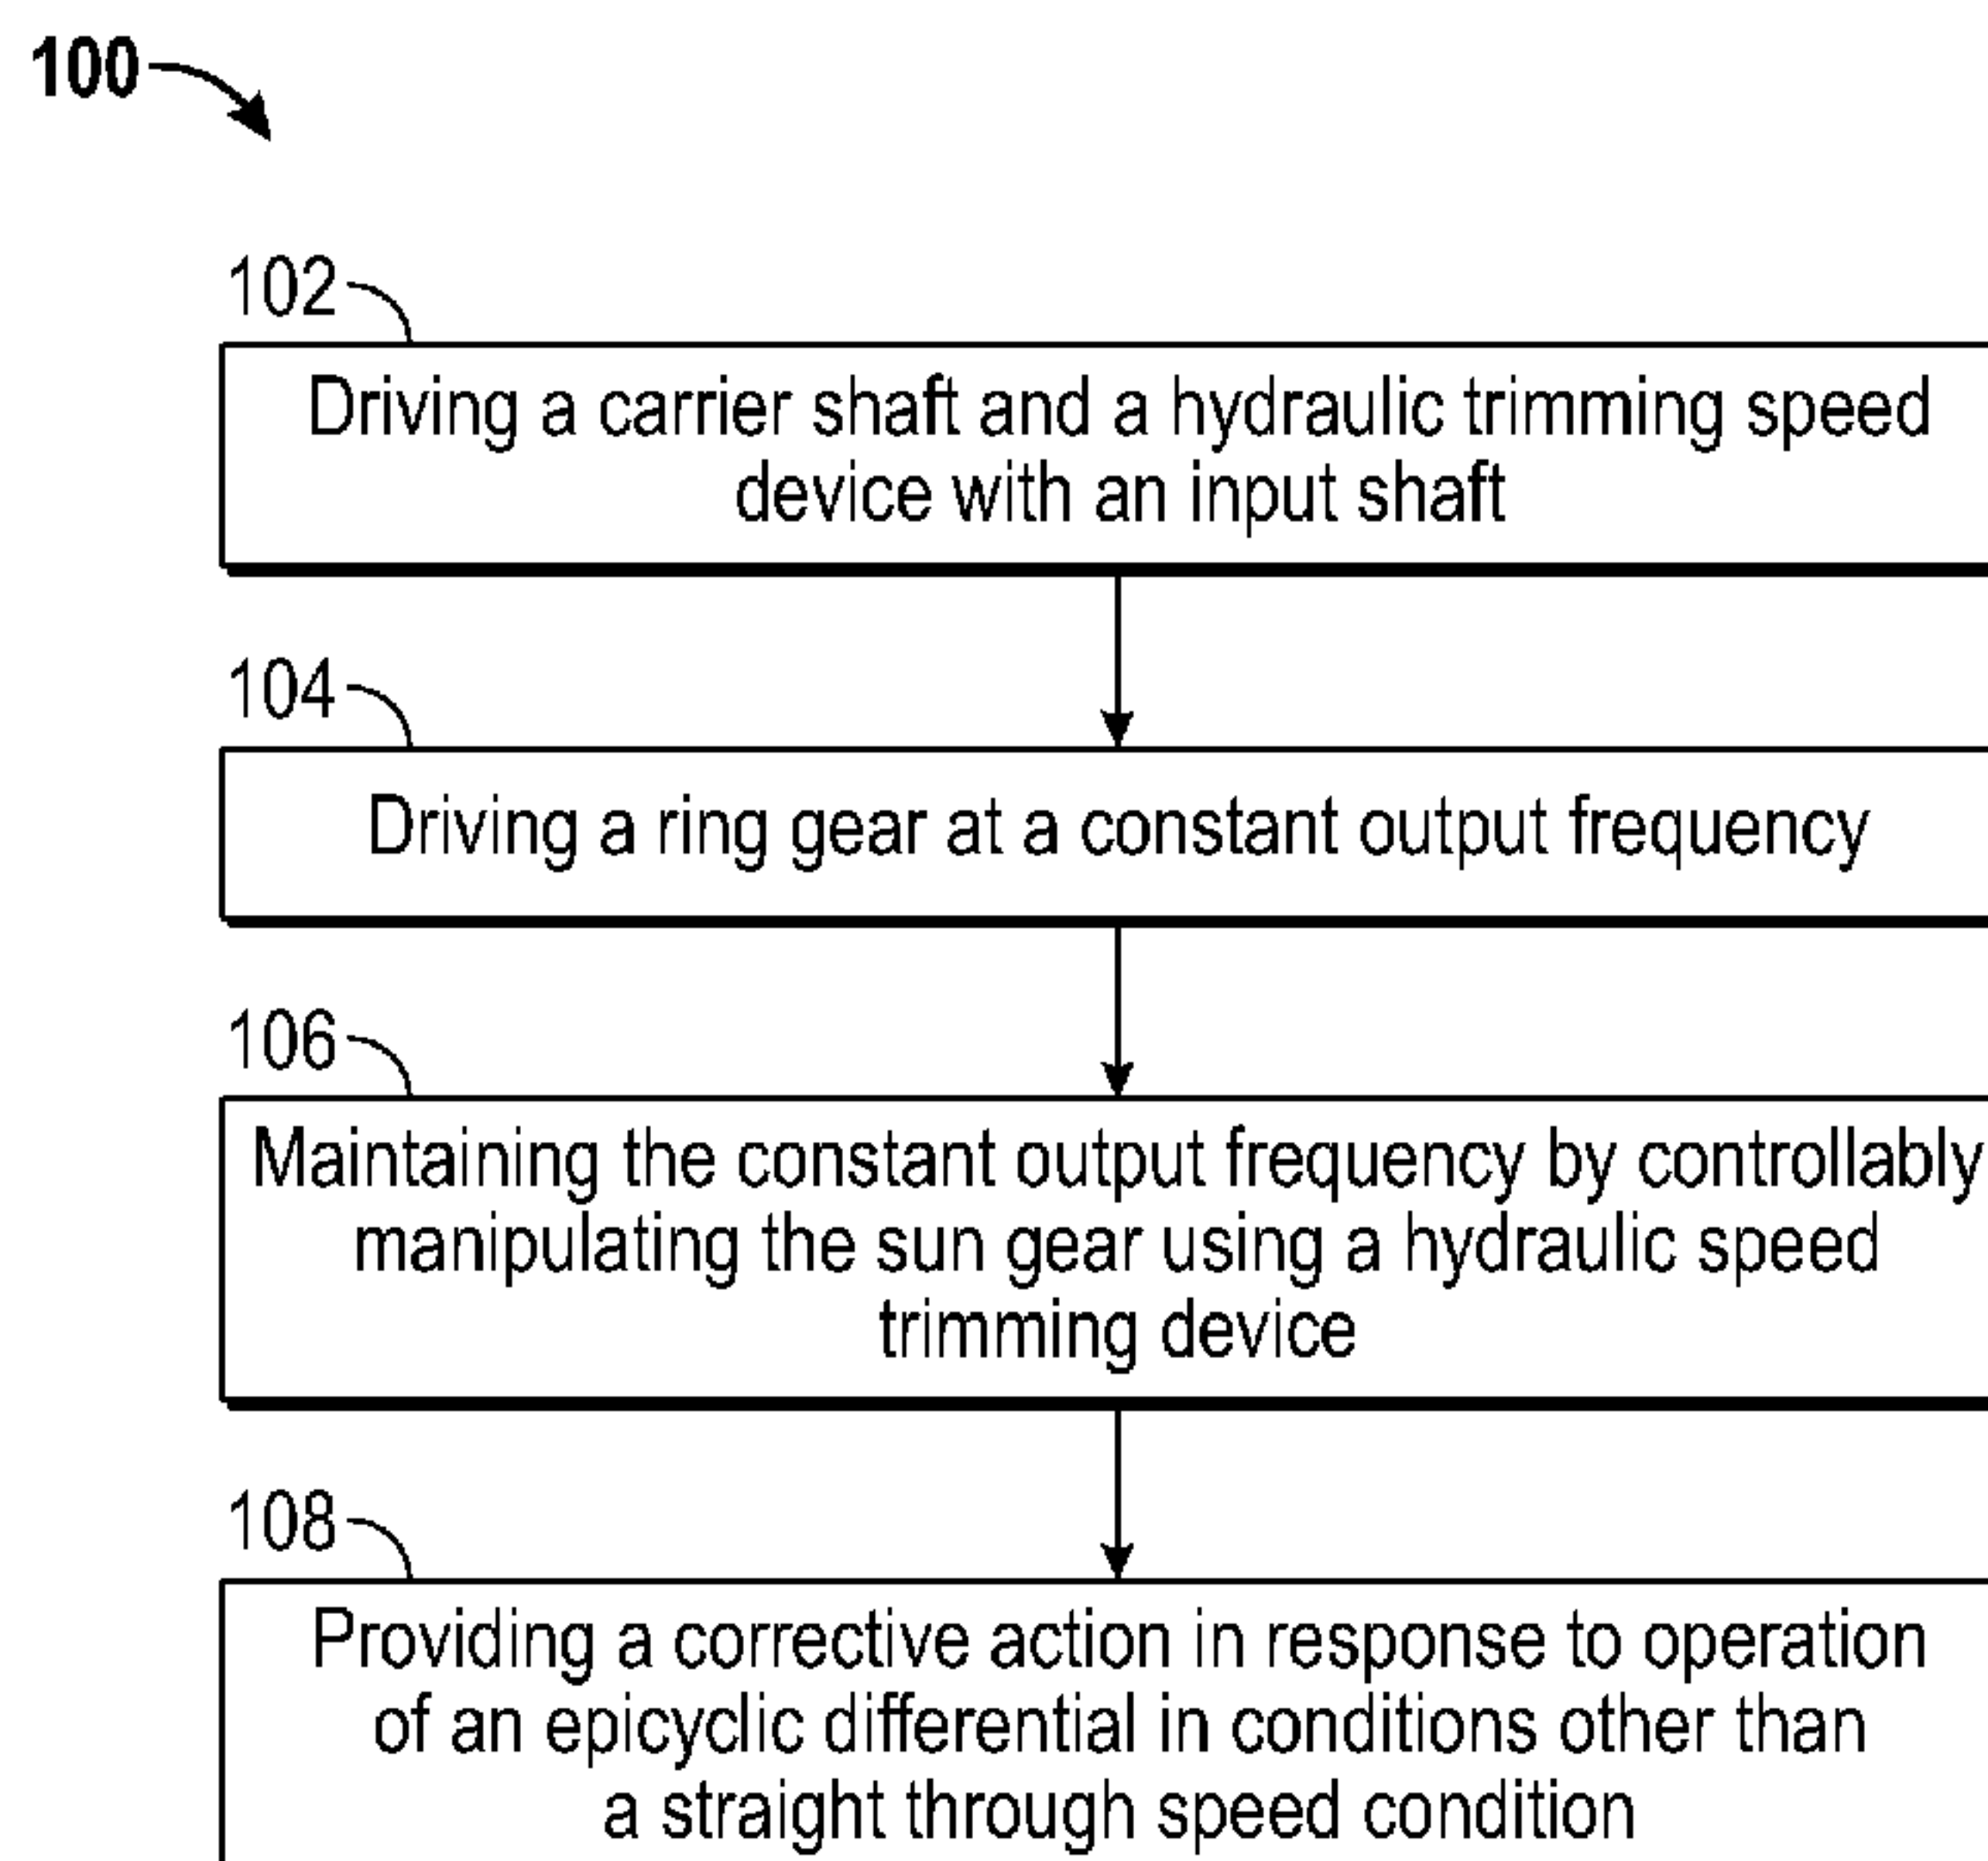 100
102
Driving a carrier shaft and a hydraulic trimming speed
device with an input shaft
104
Driving a ring gear at a constant output frequency
106
Maintaining the constant output frequency by controllably
manipulating the sun gear using a hydraulic speed
trimming device
108
Providing a corrective action in response to operation
of an epicyclic differential in conditions other than
a straight through speed condition